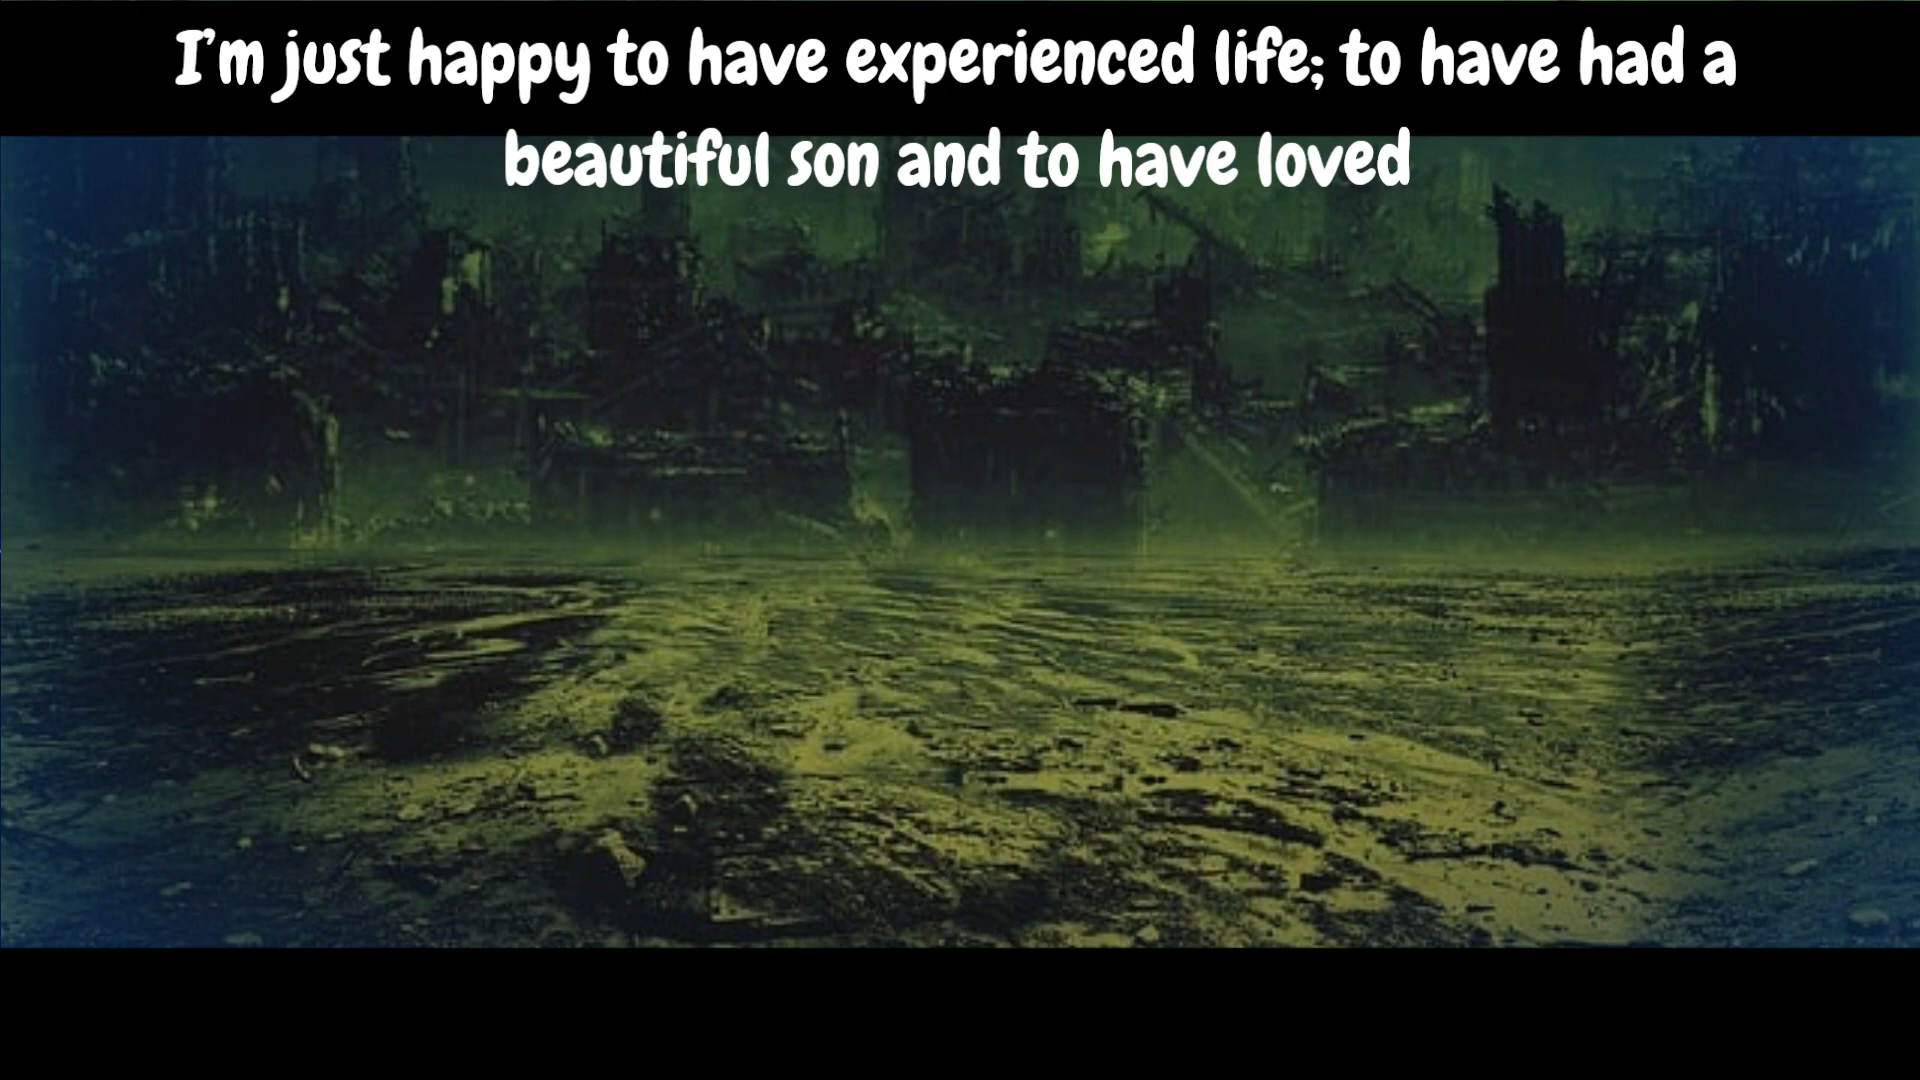 I'm just happy to have experienced life; to have had a
beautiful son and to have loved